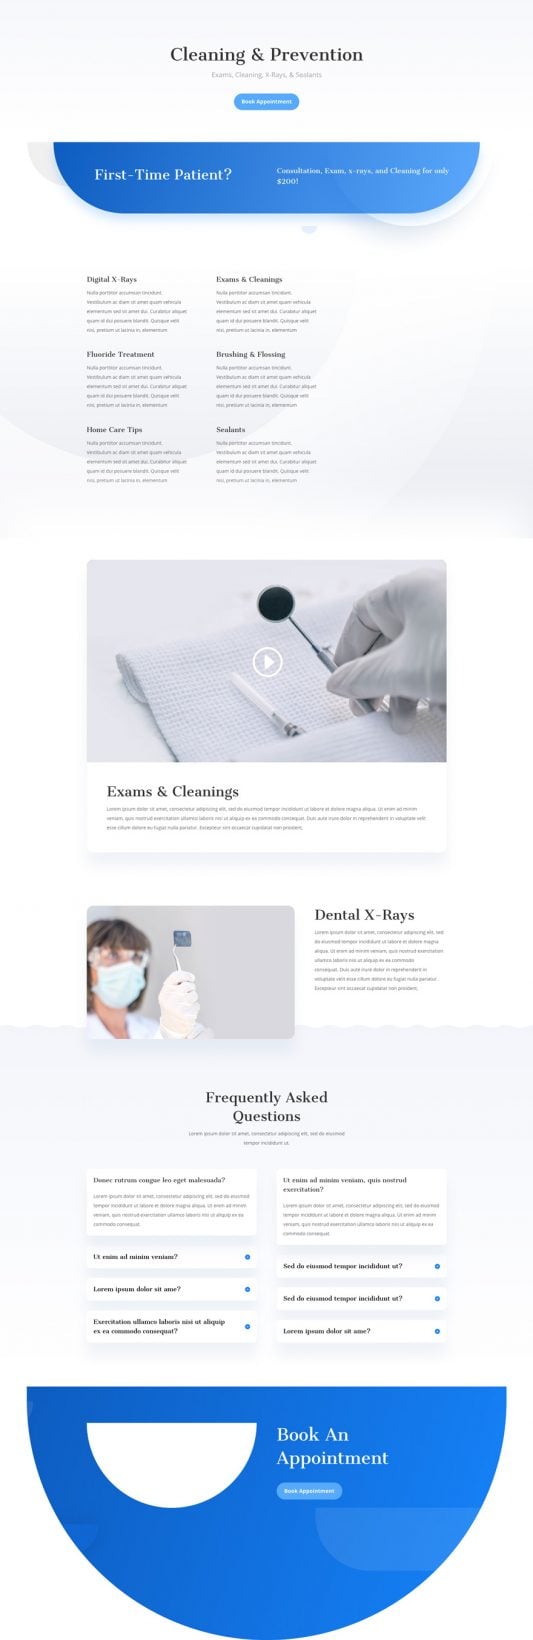 Cleaning & Prevention
Exams, Cleaning, X-Rays, & Sealants
Book Appointment
First-Time Patient?
Consultation, Exam, x-rays, and Cleaning for only
$200!
Digital X-Rays
Nulla porttitor accumsan tincidunt.
Vestibulum ac diam sit amet quam vehicula
elementum sed sit amet dui. Curabitur aliquet
quam id dui posuere blandit. Quisque velit
nisi, pretium ut lacinia in, elementum
Exams & Cleanings
Nulla porttitor accumsan tincidunt.
Vestibulum ac diam sit amet quam vehicula
elementum sed sit amet dui. Curabitur aliquet
quam id dui posuere blandit. Quisque velit
nisi, pretium ut lacinia in, elementum
Fluoride Treatment
Nulla porttitor accumsan tincidunt.
Vestibulum ac diam sit amet quam vehicula
elementum sed sit amet dui. Curabitur aliquet
quam id dui posuere blandit. Quisque velit
nisi, pretium ut lacinia in, elementum
Brushing & Flossing
Nulla porttitor accumsan tincidunt.
Vestibulum ac diam sit amet quam vehicula
elementum sed sit amet dui. Curabitur aliquet
quam id dui posuere blandit. Quisque velit
nisi, pretium ut lacinia in, elementum
Home Care Tips
Nulla porttitor accumsan tincidunt.
Vestibulum ac diam sit amet quam vehicula
elementum sed sit amet dui. Curabitur aliquet
quam id dui posuere blandit. Quisque velit
nisi, pretium ut lacinia in, elementum
Sealants
Nulla porttitor accumsan tincidunt.
Vestibulum ac diam sit amet quam vehicula
elementum sed sit amet dui. Curabitur aliquet
quam id dui posuere blandit. Quisque velit
nisi, pretium ut lacinia in, elementum
Exams & Cleanings
Lorem ipsum dolor sit amet, consectetur adipiscing elit, sed do eiusmod tempor incididunt ut labore et dolore magna aliqua. Ut enim ad minim
veniam, quis nostrud exercitation ullamco laboris nisi ut aliquip ex ea commodo consequat. Duis aute irure dolor in reprehenderit in voluptate velit
esse cillum dolore eu fugiat nulla pariatur. Excepteur sint occaecat cupidatat non proident,
Dental X-Rays
Lorem ipsum dolor sit amet, consectetur adipiscing elit, sed
do eiusmod tempor incididunt ut labore et dolore magna
aliqua. Ut enim ad minim veniam, quis nostrud exercitation
ullamco laboris nisi ut aliquip ex ea commodo
consequat. Duis aute irure dolor in reprehenderit in
voluptate velit esse cillum dolore eu fugiat nulla pariatur.
Excepteur sint occaecat cupidatat non proident,
Frequently Asked
Questions
Lorem ipsum dolor sit amet, consectetur adipiscing elit, sed do eiusmod
tempor incididunt ut.
Donec rutrum congue leo eget malesuada?
Lorem ipsum dolor sit amet, consectetur adipiscing elit, sed do eiusmod
tempor incididunt ut labore et dolore magna aliqua. Ut enim ad minim
veniam, quis nostrud exercitation ullamco laboris nisi ut aliquip ex ea
commodo consequat.
Ut enim ad minim veniam?
Lorem ipsum dolor sit ame?
Exercitation ullamco laboris nisi ut aliquip
ex ea commodo consequat?
Ut enim ad minim veniam, quis nostrud
exercitation?
Lorem ipsum dolor sit amet, consectetur adipiscing elit, sed do eiusmod
tempor incididunt ut labore et dolore magna aliqua. Ut enim ad minim
veniam, quis nostrud exercitation ullamco laboris nisi ut aliquip ex ea
commodo consequat.
Sed do eiusmod tempor incididunt ut?
Sed do eiusmod tempor incididunt ut?
Lorem ipsum dolor sit ame?
Book An
Appointment
Book Appointment